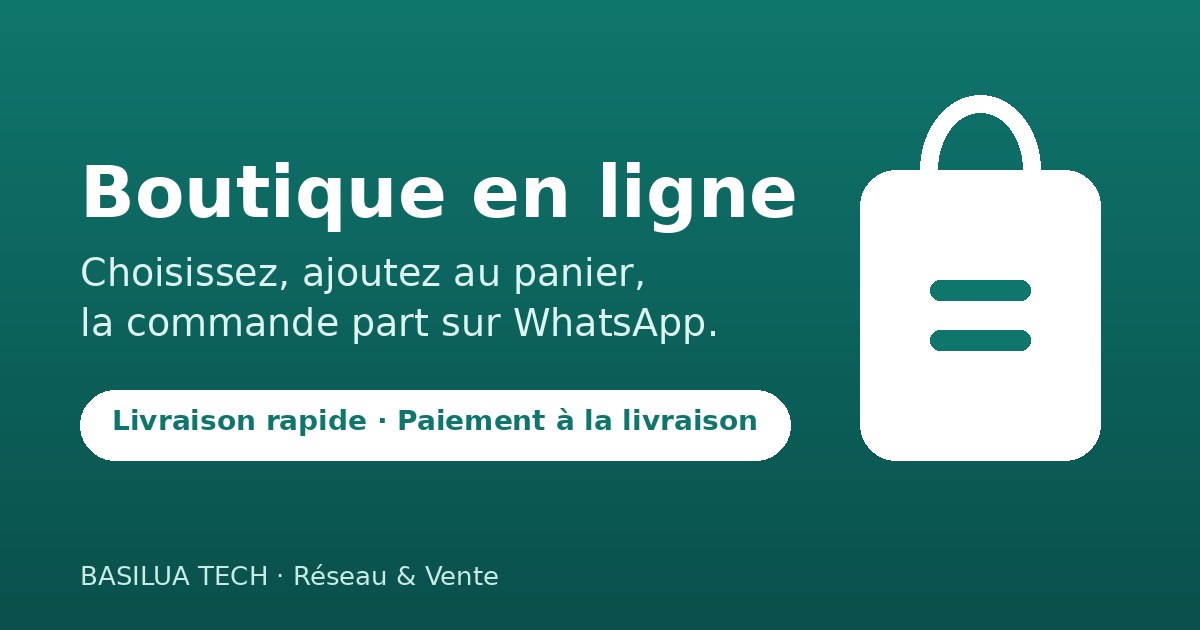 Boutique en ligne
Choisissez, ajoutez au panier,
la commande part sur WhatsApp.
Livraison rapide · Paiement à la livraison
BASILUA TECH · Réseau & Vente